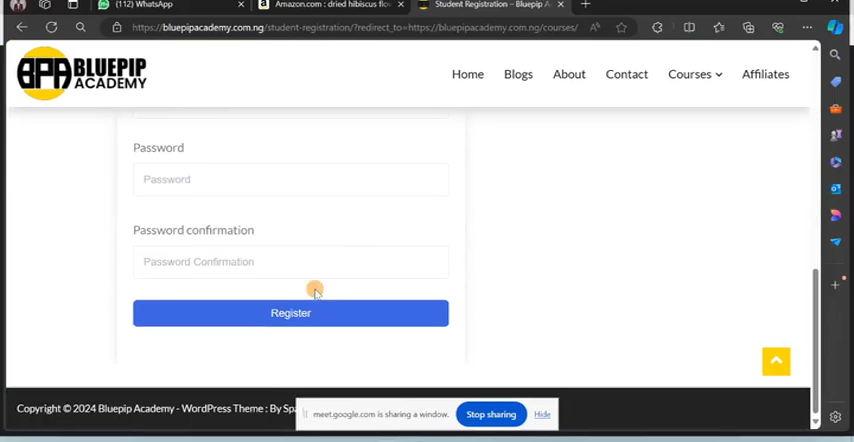 (112) WhatsApp
Amazon.com : dried hibiscus flo
Student Registration – Bluepip A
https://bluepipacademy.com.ng/student-registration/?redirect_to=https://bluepipacademy.com.ng/courses/
BPA BLUEPIP ACADEMY
Home Blogs About Contact Courses Affiliates
Password
Password
Password confirmation
Password Confirmation
Register
Copyright © 2024 Bluepip Academy - WordPress Theme : By Spa
meet.google.com is sharing a window. Stop sharing Hide